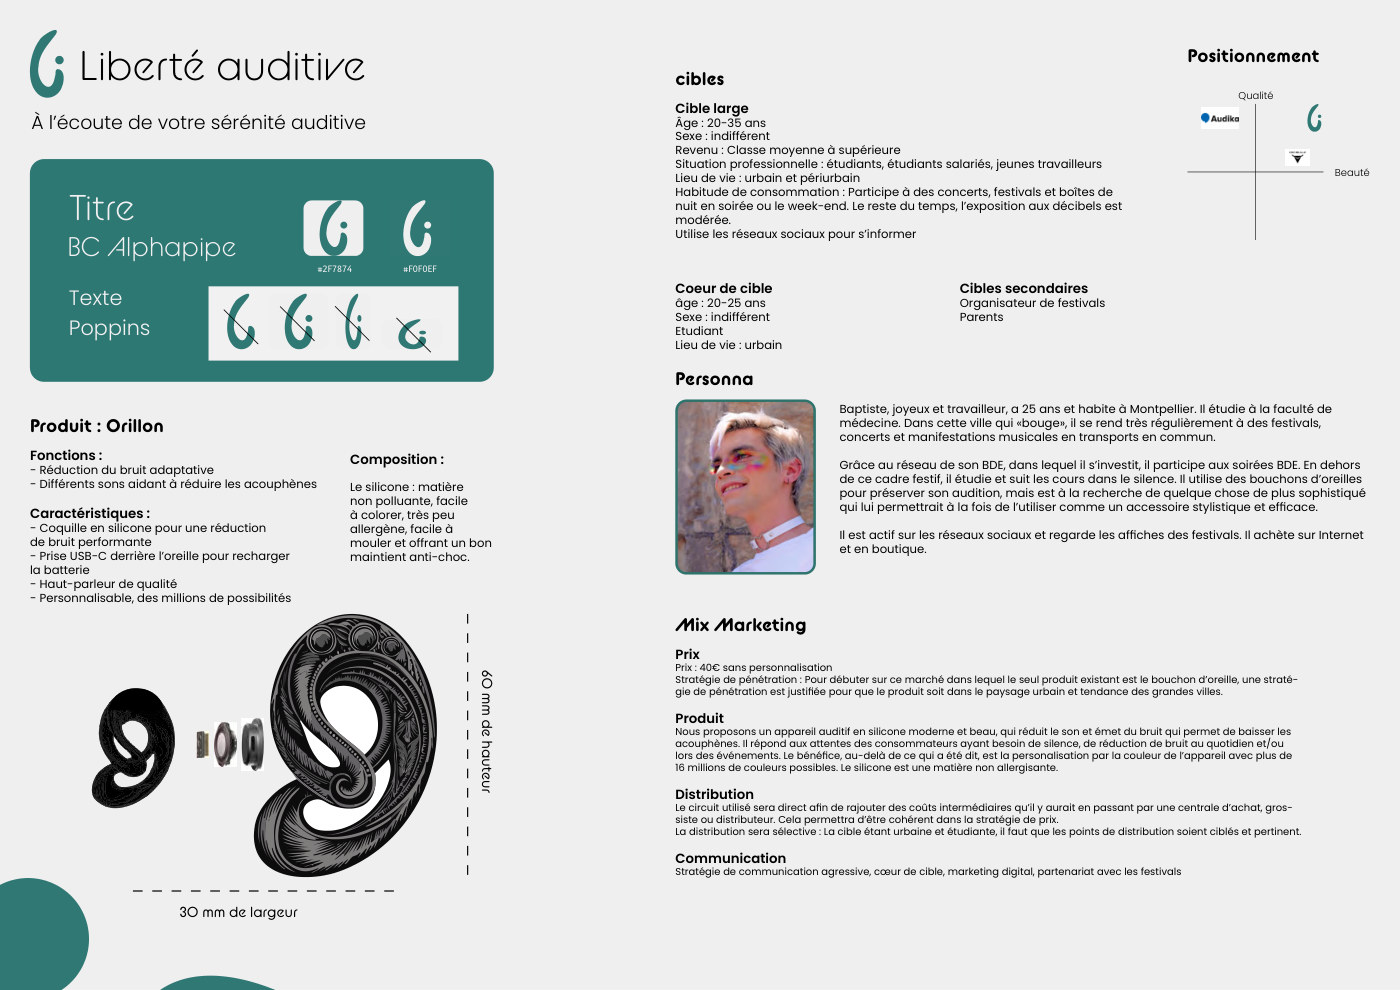 Liberté auditive
À l'écoute de votre sérénité auditive
Titre
BC Alphapipe
#2F7874
#F0F0EF
Texte
Poppins
Produit : Orillon
Fonctions :
- Réduction du bruit adaptative
- Différents sons aidant à réduire les acouphènes
Caractéristiques :
- Coquille en silicone pour une réduction
de bruit performante
- Prise USB-C derrière l'oreille pour recharger
la batterie
- Haut-parleur de qualité
- Personnalisable, des millions de possibilités
Composition :
Le silicone : matière
non polluante, facile
à colorer, très peu
allergène, facile à
mouler et offrant un bon
maintient anti-choc.
60 mm de hauteur
30 mm de largeur
cibles
Cible large
Âge : 20-35 ans
Sexe : indifférent
Revenu : Classe moyenne à supérieure
Situation professionnelle : étudiants, étudiants salariés, jeunes travailleurs
Lieu de vie : urbain et périurbain
Habitude de consommation : Participe à des concerts, festivals et boîtes de
nuit en soirée ou le week-end. Le reste du temps, l'exposition aux décibels est
modérée.
Utilise les réseaux sociaux pour s'informer
Positionnement
Qualité
Audika
Beauté
Coeur de cible
âge : 20-25 ans
Sexe : indifférent
Etudiant
Lieu de vie : urbain
Cibles secondaires
Organisateur de festivals
Parents
Personna
Baptiste, joyeux et travailleur, a 25 ans et habite à Montpellier. Il étudie à la faculté de
médecine. Dans cette ville qui «bouge», il se rend très régulièrement à des festivals,
concerts et manifestations musicales en transports en commun.
Grâce au réseau de son BDE, dans lequel il s'investit, il participe aux soirées BDE. En dehors
de ce cadre festif, il étudie et suit les cours dans le silence. Il utilise des bouchons d'oreilles
pour préserver son audition, mais est à la recherche de quelque chose de plus sophistiqué
qui lui permettrait à la fois de l'utiliser comme un accessoire stylistique et efficace.
Il est actif sur les réseaux sociaux et regarde les affiches des festivals. Il achète sur Internet
et en boutique.
Mix Marketing
Prix
Prix : 40€ sans personnalisation
Stratégie de pénétration : Pour débuter sur ce marché dans lequel le seul produit existant est le bouchon d'oreille, une straté-
gie de pénétration est justifiée pour que le produit soit dans le paysage urbain et tendance des grandes villes.
Produit
Nous proposons un appareil auditif en silicone moderne et beau, qui réduit le son et émet du bruit qui permet de baisser les
acouphènes. Il répond aux attentes des consommateurs ayant besoin de silence, de réduction de bruit au quotidien et/ou
lors des événements. Le bénéfice, au-delà de ce qui a été dit, est la personalisation par la couleur de l'appareil avec plus de
16 millions de couleurs possibles. Le silicone est une matière non allergisante.
Distribution
Le circuit utilisé sera direct afin de rajouter des coûts intermédiaires qu'il y aurait en passant par une centrale d'achat, gros-
siste ou distributeur. Cela permettra d'être cohérent dans la stratégie de prix.
La distribution sera sélective : La cible étant urbaine et étudiante, il faut que les points de distribution soient ciblés et pertinent.
Communication
Stratégie de communication agressive, cœur de cible, marketing digital, partenariat avec les festivals